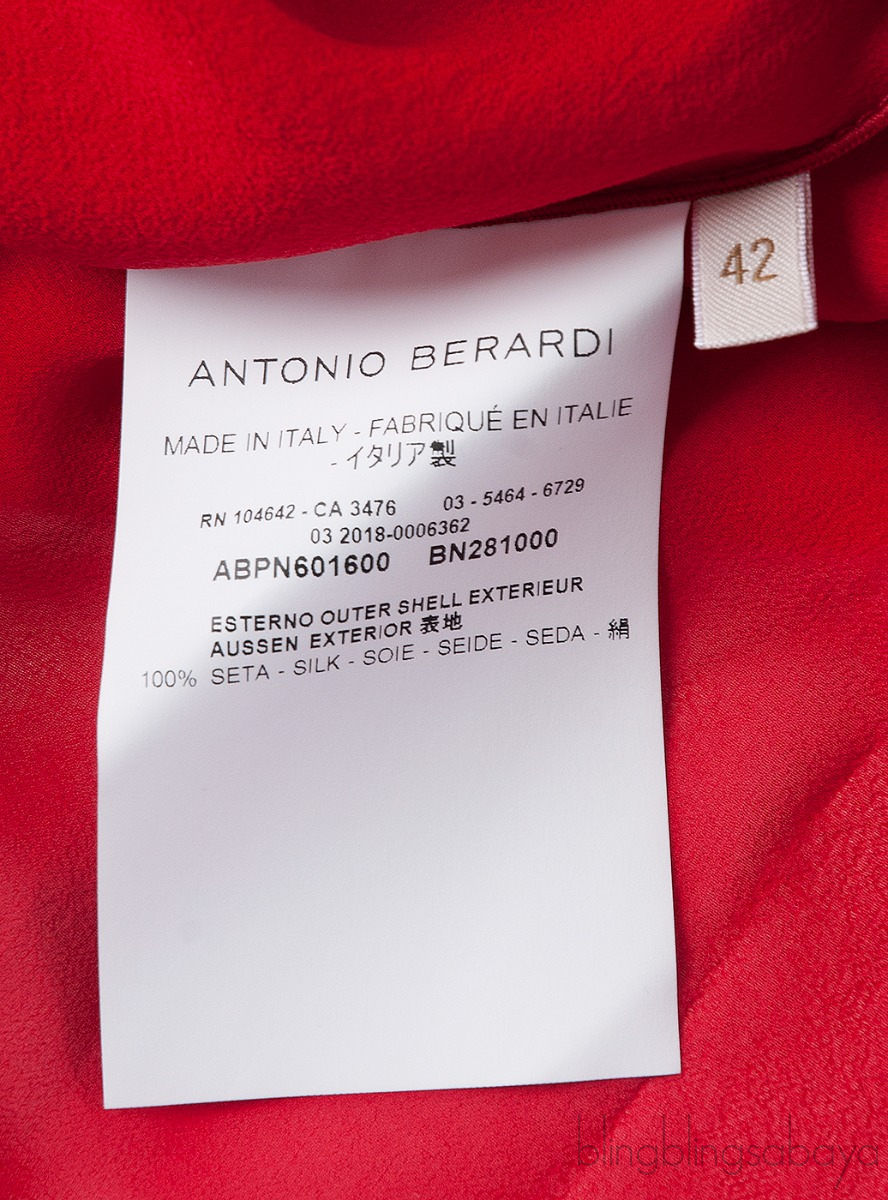 42
ANTONIO BERARDI
MADE IN ITALY - FABRIQUÉ EN ITALIE
- イタリア製
RN 104642 - CA 3476 03 - 5464 - 6729
03 2018-0006362
ABPN601600 BN281000
ESTERNO OUTER SHELL EXTERIEUR
AUSSEN EXTERIOR 表地
100% SETA - SILK - SOIE - SEIDE - SEDA - 絹
blingblingsabaya